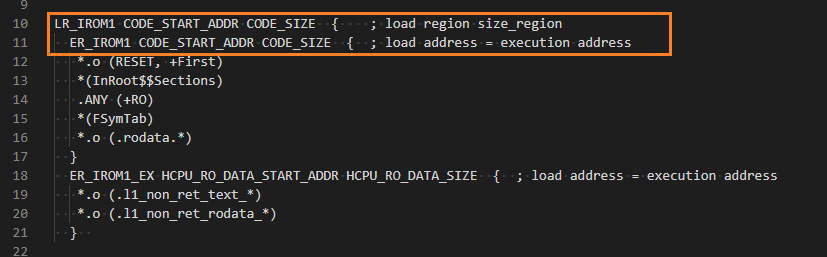 9
10 LR_IROM1 CODE_START_ADDR CODE_SIZE  {    ; load region size_region
11   ER_IROM1 CODE_START_ADDR CODE_SIZE  {  ; load address = execution address
12    *.o (RESET, +First)
13    *(InRoot$$Sections)
14    .ANY (+RO)
15    *(FSymTab)
16    *.o (.rodata.*)
17   }
18   ER_IROM1_EX HCPU_RO_DATA_START_ADDR HCPU_RO_DATA_SIZE  {  ; load address = execution address
19    *.o (.l1_non_ret_text_*)
20    *.o (.l1_non_ret_rodata_*)
21   }
22